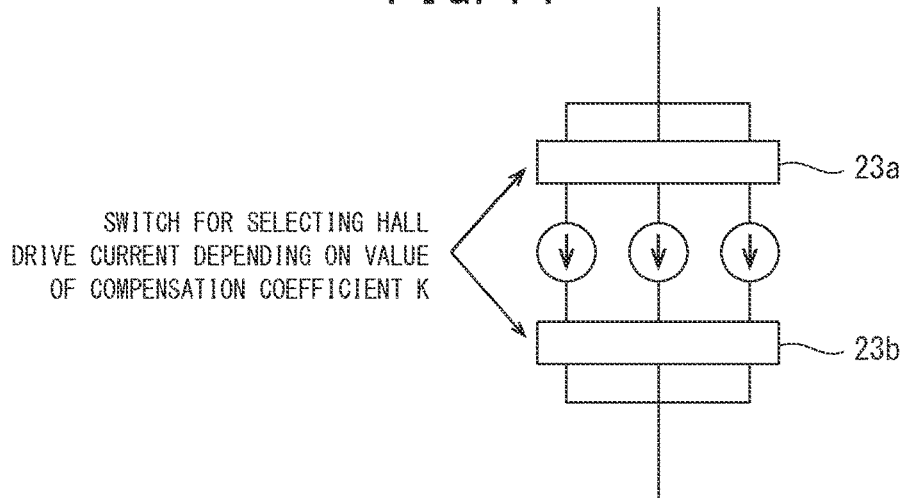 23a
SWITCH FOR SELECTING HALL
DRIVE CURRENT DEPENDING ON VALUE
OF COMPENSATION COEFFICIENT K
23b